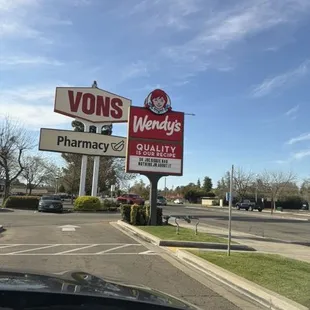 VONS
Pharmacy
Wendy's
QUALITY
IS OUR RECIPE